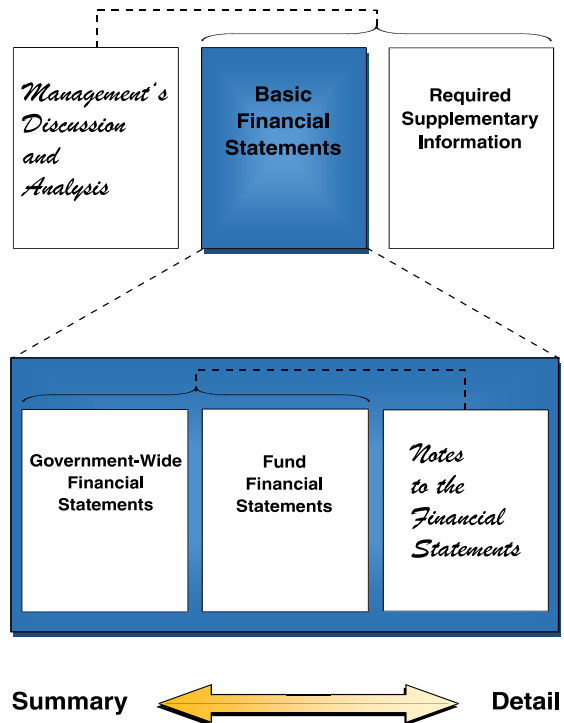 Management's
Discussion
and
Analysis
Basic
Financial
Statements
Required
Supplementary
Information
Government-Wide
Financial
Statements
Fund
Financial
Statements
Notes
to the
Financial
Statements
Summary
Detail